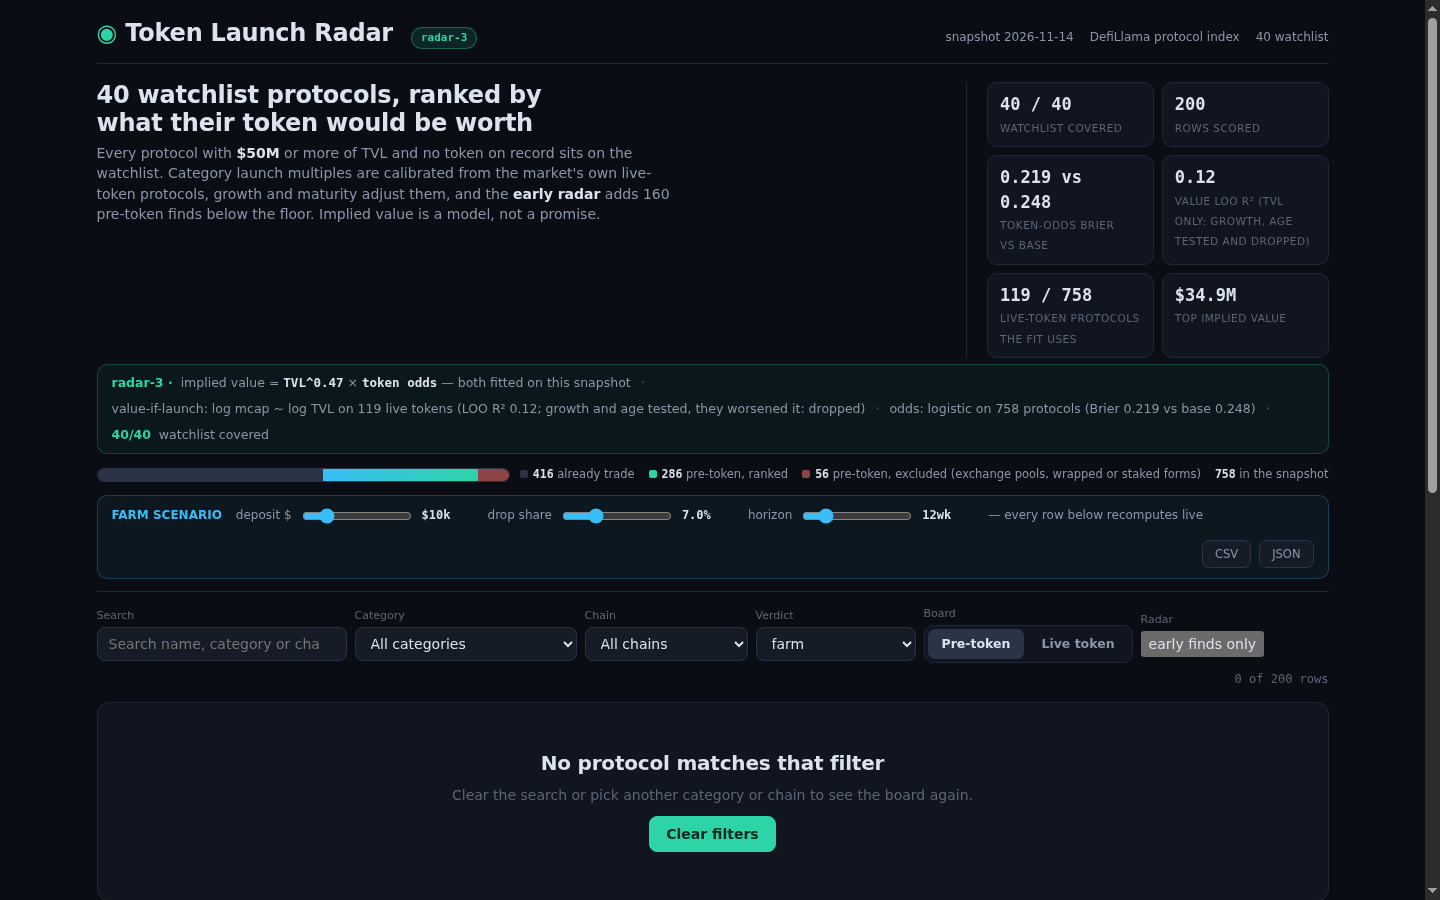 ◉ Token Launch Radar radar-3
snapshot 2026-11-14 DefiLlama protocol index 40 watchlist
40 watchlist protocols, ranked by
what their token would be worth
Every protocol with $50M or more of TVL and no token on record sits on the
watchlist. Category launch multiples are calibrated from the market's own live-
token protocols, growth and maturity adjust them, and the early radar adds 160
pre-token finds below the floor. Implied value is a model, not a promise.
40 / 40
WATCHLIST COVERED
200
ROWS SCORED
0.219 vs
0.248
TOKEN-ODDS BRIER
VS BASE
0.12
VALUE LOO R² (TVL
ONLY: GROWTH, AGE
TESTED AND DROPPED)
119 / 758
LIVE-TOKEN PROTOCOLS
THE FIT USES
$34.9M
TOP IMPLIED VALUE
radar-3 · implied value = TVL^0.47 × token odds — both fitted on this snapshot ·
value-if-launch: log mcap ~ log TVL on 119 live tokens (LOO R² 0.12; growth and age tested, they worsened it: dropped) · odds: logistic on 758 protocols (Brier 0.219 vs base 0.248) ·
40/40 watchlist covered
416 already trade 286 pre-token, ranked 56 pre-token, excluded (exchange pools, wrapped or staked forms) 758 in the snapshot
FARM SCENARIO deposit $ $10k drop share 7.0% horizon 12wk — every row below recomputes live
CSV JSON
Search Category Chain Verdict Board Radar
Search name, category or cha All categories All chains farm Pre-token Live token early finds only
0 of 200 rows
No protocol matches that filter
Clear the search or pick another category or chain to see the board again.
Clear filters